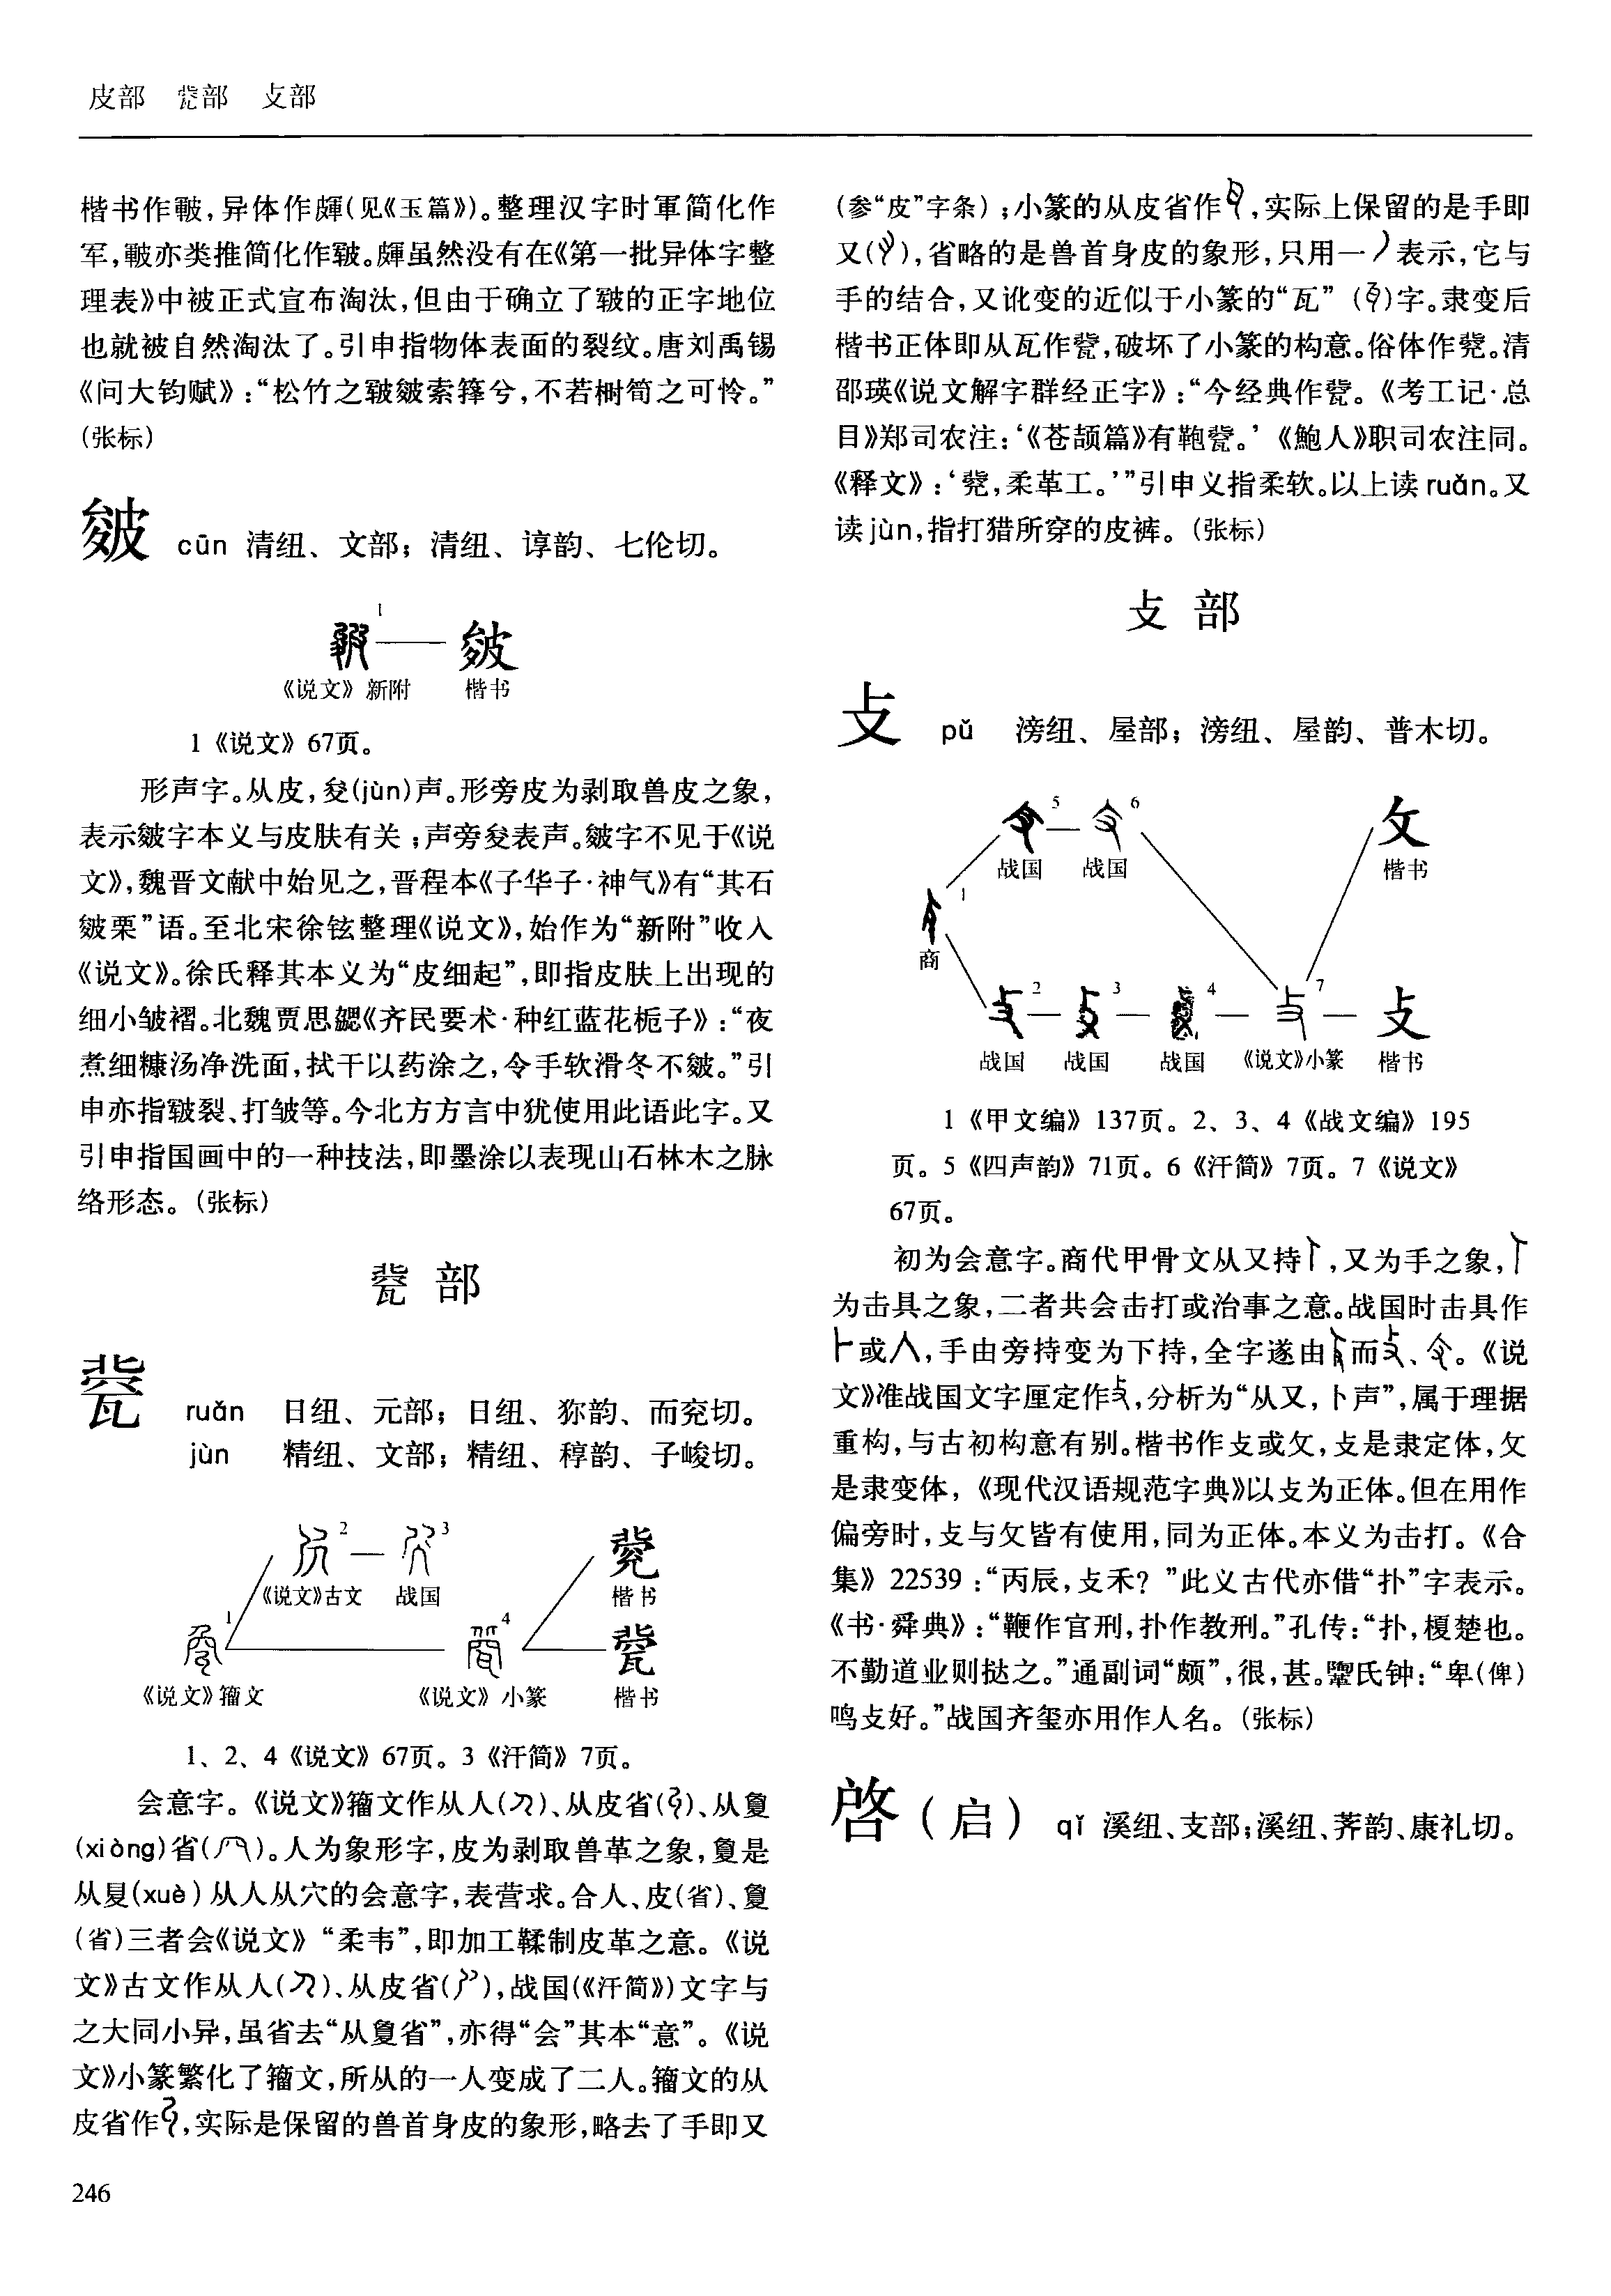 皮部 㼱部 攴部
楷书作皸,异体作𤿎(见《玉篇》)。整理汉字时軍简化作
军,皸亦类推简化作皲。虽然没有在《第一批异体字整
理表》中被正式宣布淘汰,但由于确立了皲的正字地位
也就被自然淘汰了。引申指物体表面的裂纹。唐刘禹锡
《问大钧赋》:“松竹之皲皴索箨兮,不若樹筍之可怜。”
(张标)
皴 cūn 清纽、文部;清纽、谆韵、七伦切。
1
皴
《说文》新附 楷书
1《说文》67页。
形声字。从皮,夋(jùn)声。形旁皮为剥取兽皮之象,
表示皴字本义与皮肤有关;声旁夋表声。皴字不见于《说
文》,魏晋文献中始见之,晋程本《子华子·神气》有“其石
皴栗”语。至北宋徐铉整理《说文》,始作为“新附”收入
《说文》。徐氏释其本义为“皮细起”,即指皮肤上出现的
细小皱褶。北魏贾思勰《齐民要术·种红蓝花栀子》:“夜
煮细糠汤净洗面,拭干以药涂之,令手软滑冬不皴。”引
申亦指皲裂、打皱等。今北方方言中犹使用此语此字。又
引申指国画中的一种技法,即墨涂以表现山石林木之脉
络形态。(张标)
㼱部
㼱 ruǎn 日纽、元部;日纽、狝韵、而兖切。
jùn 精纽、文部;精纽、稕韵、子峻切。
2 3
《说文》古文 战国 楷书
1 4
㼱
《说文》籀文 《说文》小篆 楷书
1、2、4《说文》67页。3《汗简》7页。
会意字。《说文》籀文作从人()、从皮省()、从敻
(xiòng)省()。人为象形字,皮为剥取兽革之象,敻是
从𥄎(xuè)从人从穴的会意字,表营求。合人、皮(省)、敻
(省)三者会《说文》“柔韦”,即加工鞣制皮革之意。《说
文》古文作从人()、从皮省(),战国(《汗简》)文字与
之大同小异,虽省去“从敻省”,亦得“会”其本“意”。《说
文》小篆繁化了籀文,所从的一人变成了二人。籀文的从
皮省作,实际是保留的兽首身皮的象形,略去了手即又
(参“皮”字条);小篆的从皮省作,实际上保留的是手即
又(),省略的是兽首身皮的象形,只用一表示,它与
手的结合,又讹变的近似于小篆的“瓦”()字。隶变后
楷书正体即从瓦作㼱,破坏了小篆的构意。俗体作。清
邵瑛《说文解字群经正字》:“今经典作㼱。《考工记·总
目》郑司农注:‘《苍颉篇》有鞄㼱。’《鲍人》职司农注同。
《释文》:‘,柔革工。’”引申义指柔软。以上读ruǎn。又
读jùn,指打猎所穿的皮裤。(张标)
攴部
攴 pǔ 滂纽、屋部;滂纽、屋韵、普木切。
5 6 攵
战国 战国 楷书
1
商
2 3 4 7 攴
战国 战国 战国 《说文》小篆 楷书
1《甲文编》137页。2、3、4《战文编》195
页。5《四声韵》71页。6《汗简》7页。7《说文》
67页。
初为会意字。商代甲骨文从又持,又为手之象,
为击具之象,二者共会击打或治事之意。战国时击具作
或,手由旁持变为下持,全字遂由而、。《说
文》准战国文字厘定作,分析为“从又,卜声”,属于理据
重构,与古初构意有别。楷书作攴或攵,攴是隶定体,攵
是隶变体,《现代汉语规范字典》以攴为正体。但在用作
偏旁时,攴与攵皆有使用,同为正体。本义为击打。《合
集》22539:“丙辰,攴禾?”此义古代亦借“扑”字表示。
《书·舜典》:“鞭作官刑,扑作教刑。”孔传:“扑,榎楚也。
不勤道业则挞之。”通副词“颇”,很,甚。氏钟:“卑(俾)
鸣攴好。”战国齐玺亦用作人名。(张标)
啓(启) qǐ 溪纽、支部;溪纽、荠韵、康礼切。
246